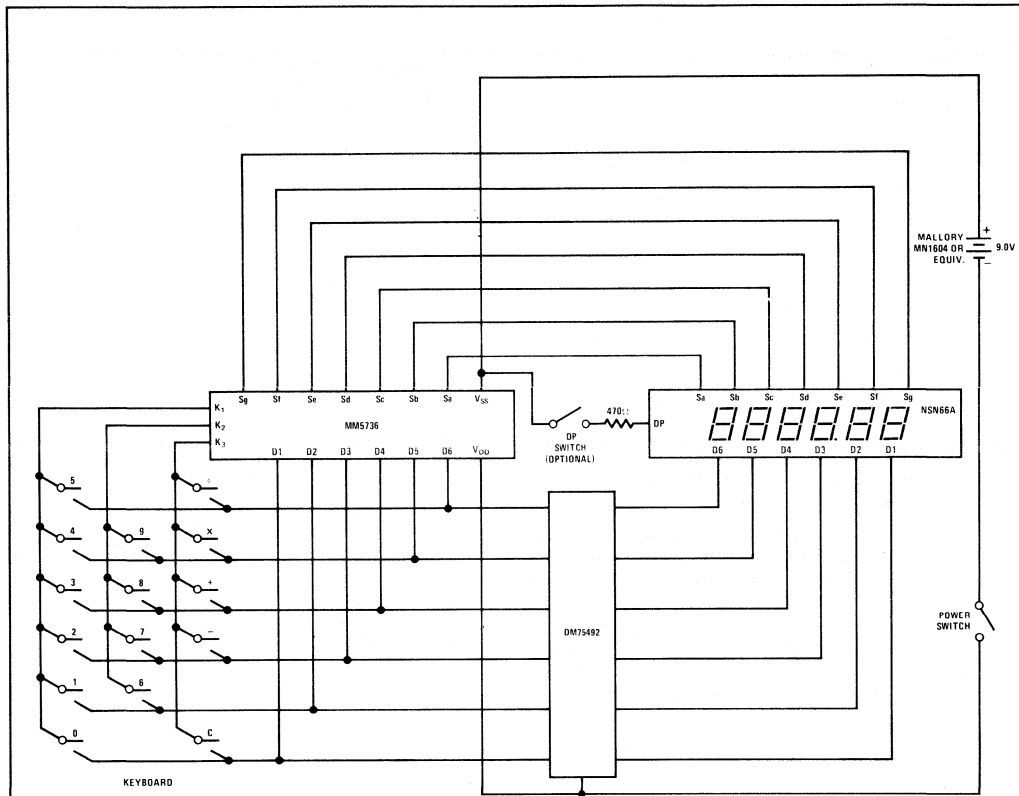 MALLORY
MN1604 OR
EQUIV.
+
−
9.0V
Sg Sf Se Sd Sc Sb Sa VSS
K1
K2
K3
MM5736
D1 D2 D3 D4 D5 D6 VDD
DP
SWITCH
(OPTIONAL)
470Ω
Sa Sb Sc Sd Se Sf Sg
DP
8888.88
NSN66A
D6 D5 D4 D3 D2 D1
5 ÷
4 9 X
3 8 +
2 7 −
1 6
0 C
KEYBOARD
DM75492
POWER
SWITCH